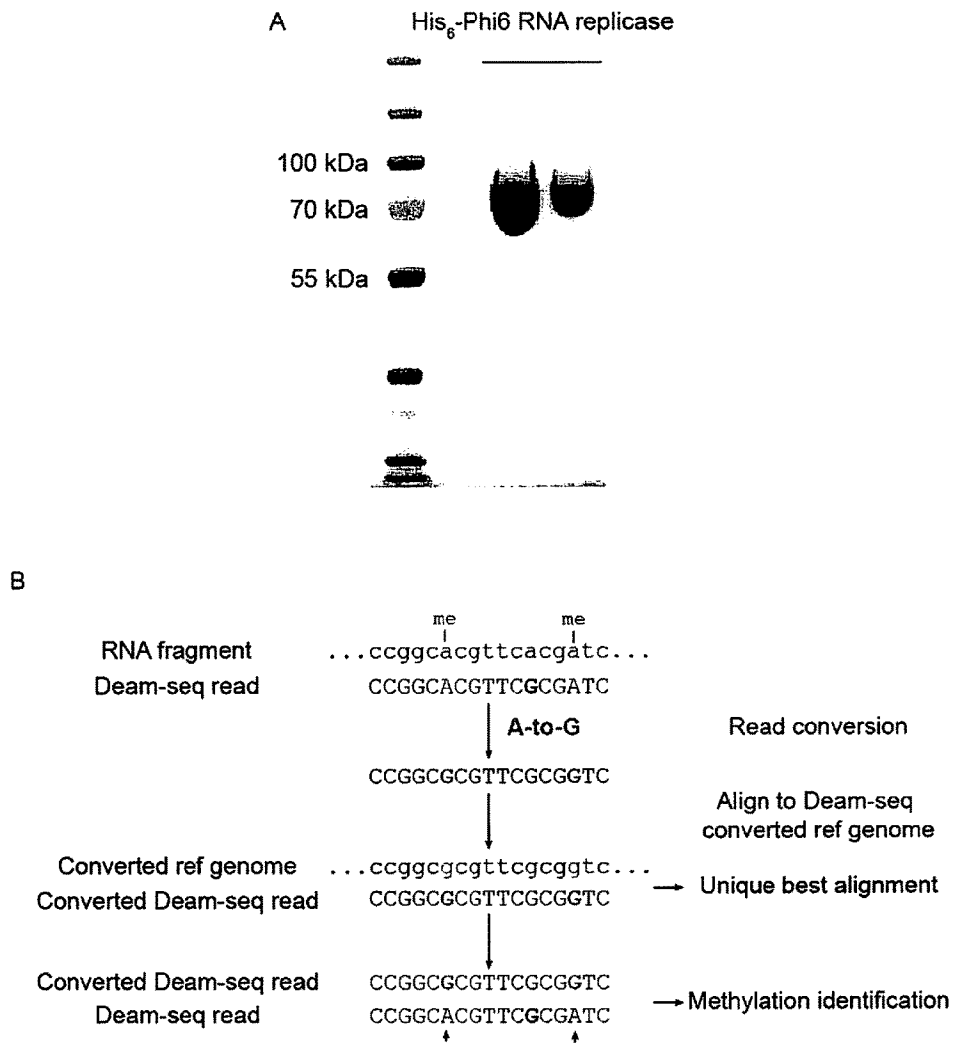 A His₆-Phi6 RNA replicase
100 kDa
70 kDa
55 kDa
B
me me
RNA fragment ...ccggcacgttcacgatc...
Deam-seq read CCGGCACGTTCGCGATC
A-to-G Read conversion
CCGGCGCGTTCGCGGTC
Align to Deam-seq
converted ref genome
Converted ref genome ...ccggcgcgttcgcggtc...
Converted Deam-seq read CCGGCGCGTTCGCGGTC
Unique best alignment
Converted Deam-seq read CCGGCGCGTTCGCGGTC
Deam-seq read CCGGCACGTTCGCGATC
Methylation identification